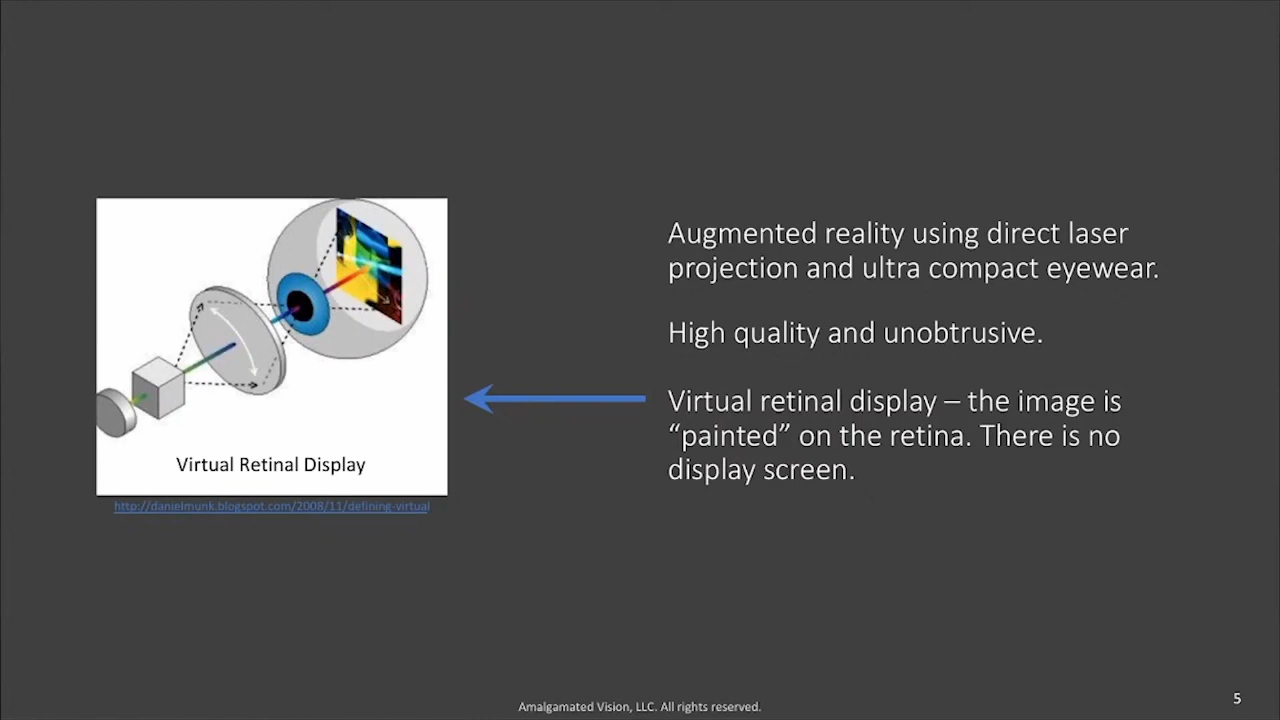 Virtual Retinal Display
http://danielmunk.blogspot.com/2008/11/defining-virtual
Augmented reality using direct laser
projection and ultra compact eyewear.
High quality and unobtrusive.
Virtual retinal display – the image is
“painted” on the retina. There is no
display screen.
Amalgamated Vision, LLC. All rights reserved.
5